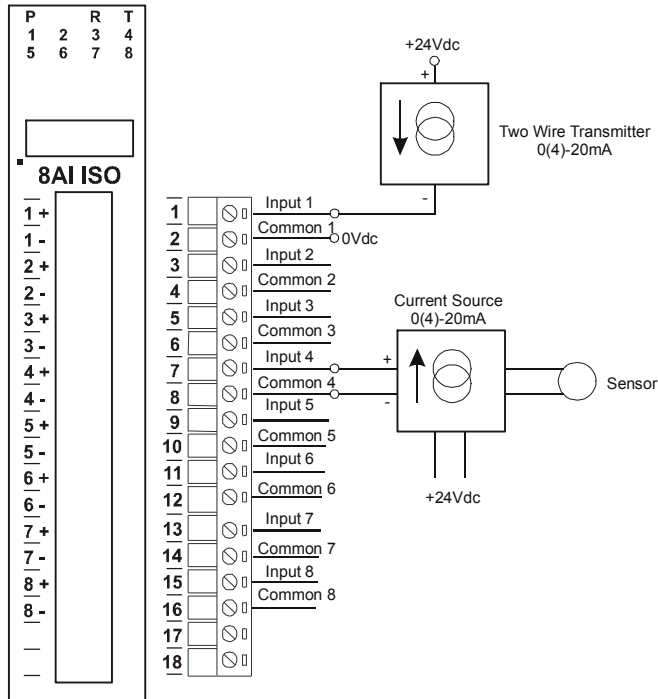 P R T
1 2 3 4
5 6 7 8
8AI ISO
1 +
1 -
2 +
2 -
3 +
3 -
4 +
4 -
5 +
5 -
6 +
6 -
7 +
7 -
8 +
8 -
1 Input 1
2 Common 1 0Vdc
3 Input 2
4 Common 2
5 Input 3
6 Common 3
7 Input 4
8 Common 4
9 Input 5
10 Common 5
11 Input 6
12 Common 6
13 Input 7
14 Common 7
15 Input 8
16 Common 8
17
18
+24Vdc
+
Two Wire Transmitter
0(4)-20mA
-
Current Source
0(4)-20mA
+
-
Sensor
+24Vdc